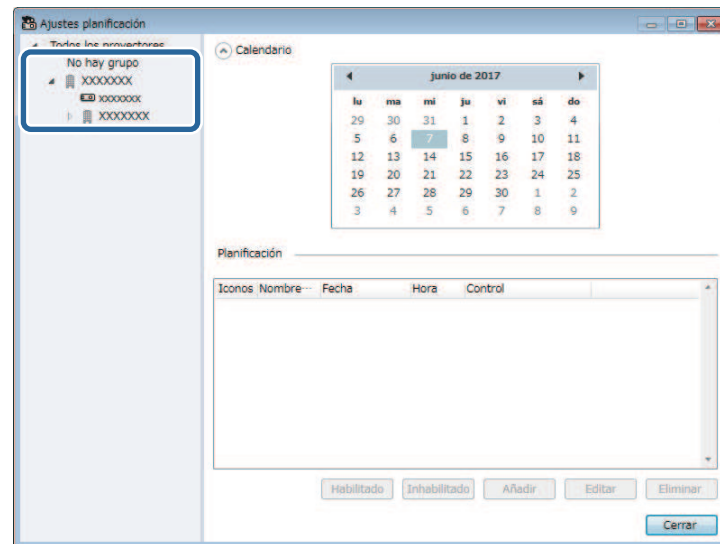 Ajustes planificación
Todos los proyectores
No hay grupo
XXXXXXX
XXXXXXX
XXXXXXX
Calendario
junio de 2017
lu ma mi ju vi sá do
29 30 31 1 2 3 4
5 6 7 8 9 10 11
12 13 14 15 16 17 18
19 20 21 22 23 24 25
26 27 28 29 30 1 2
3 4 5 6 7 8 9
Planificación
Iconos Nombre··· Fecha Hora Control
Habilitado Inhabilitado Añadir Editar Eliminar
Cerrar